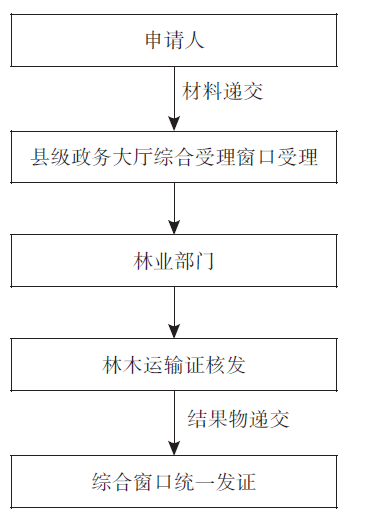 申请人
材料递交
县级政务大厅综合受理窗口受理
林业部门
林木运输证核发
结果物递交
综合窗口统一发证